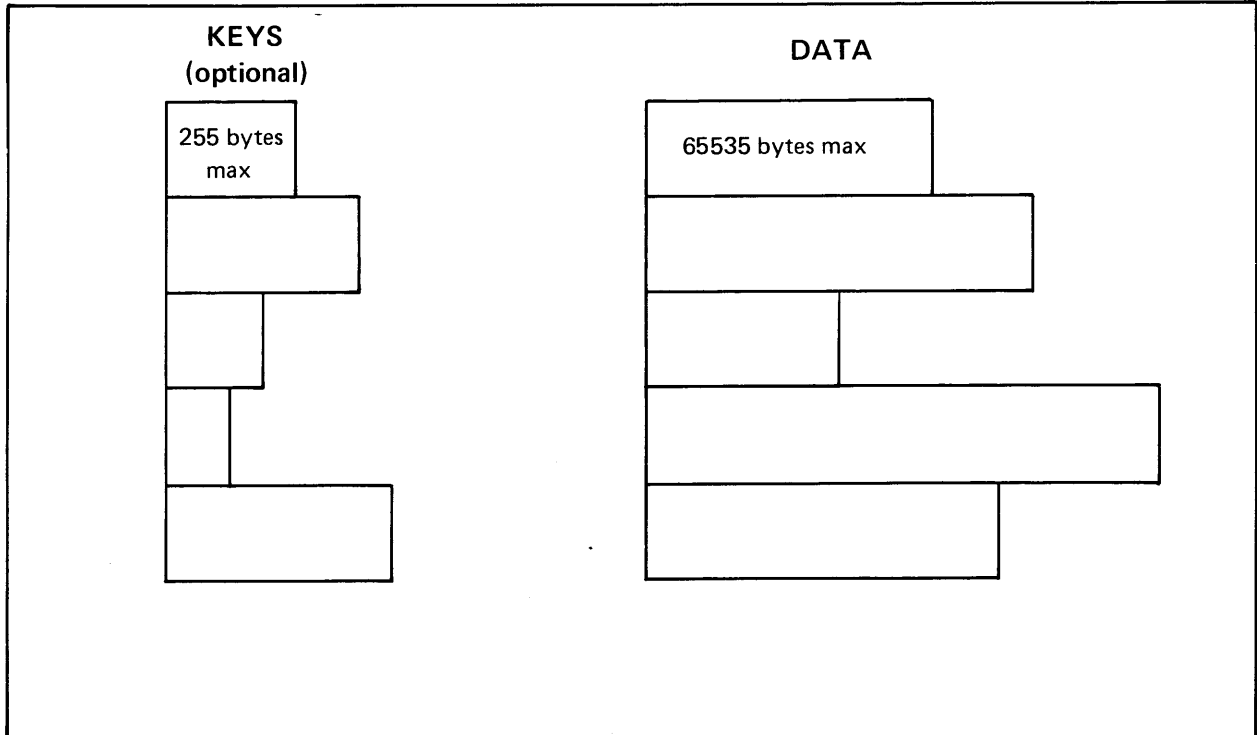 KEYS
(optional)
DATA
255 bytes
max
65535 bytes max